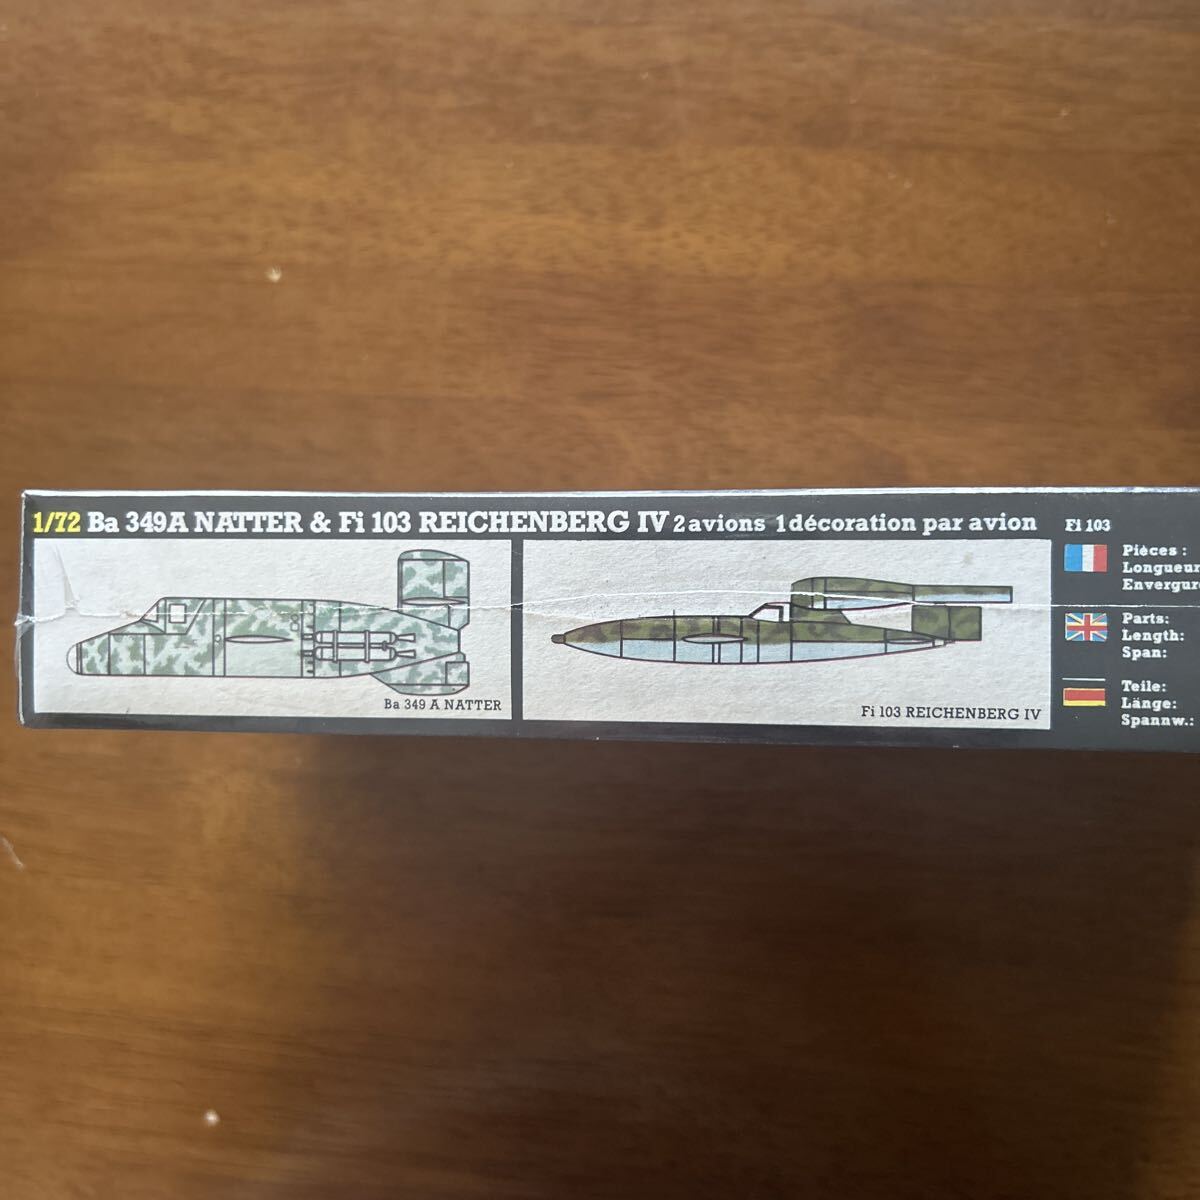 1/72 Ba 349A NATTER & Fi 103 REICHENBERG IV 2 avions 1 décoration par avion
Ba 349 A NATTER
Fi 103 REICHENBERG IV
Fi 103
Pièces :
Longueur
Envergure
Parts:
Length:
Span:
Teile:
Länge:
Spannw.: